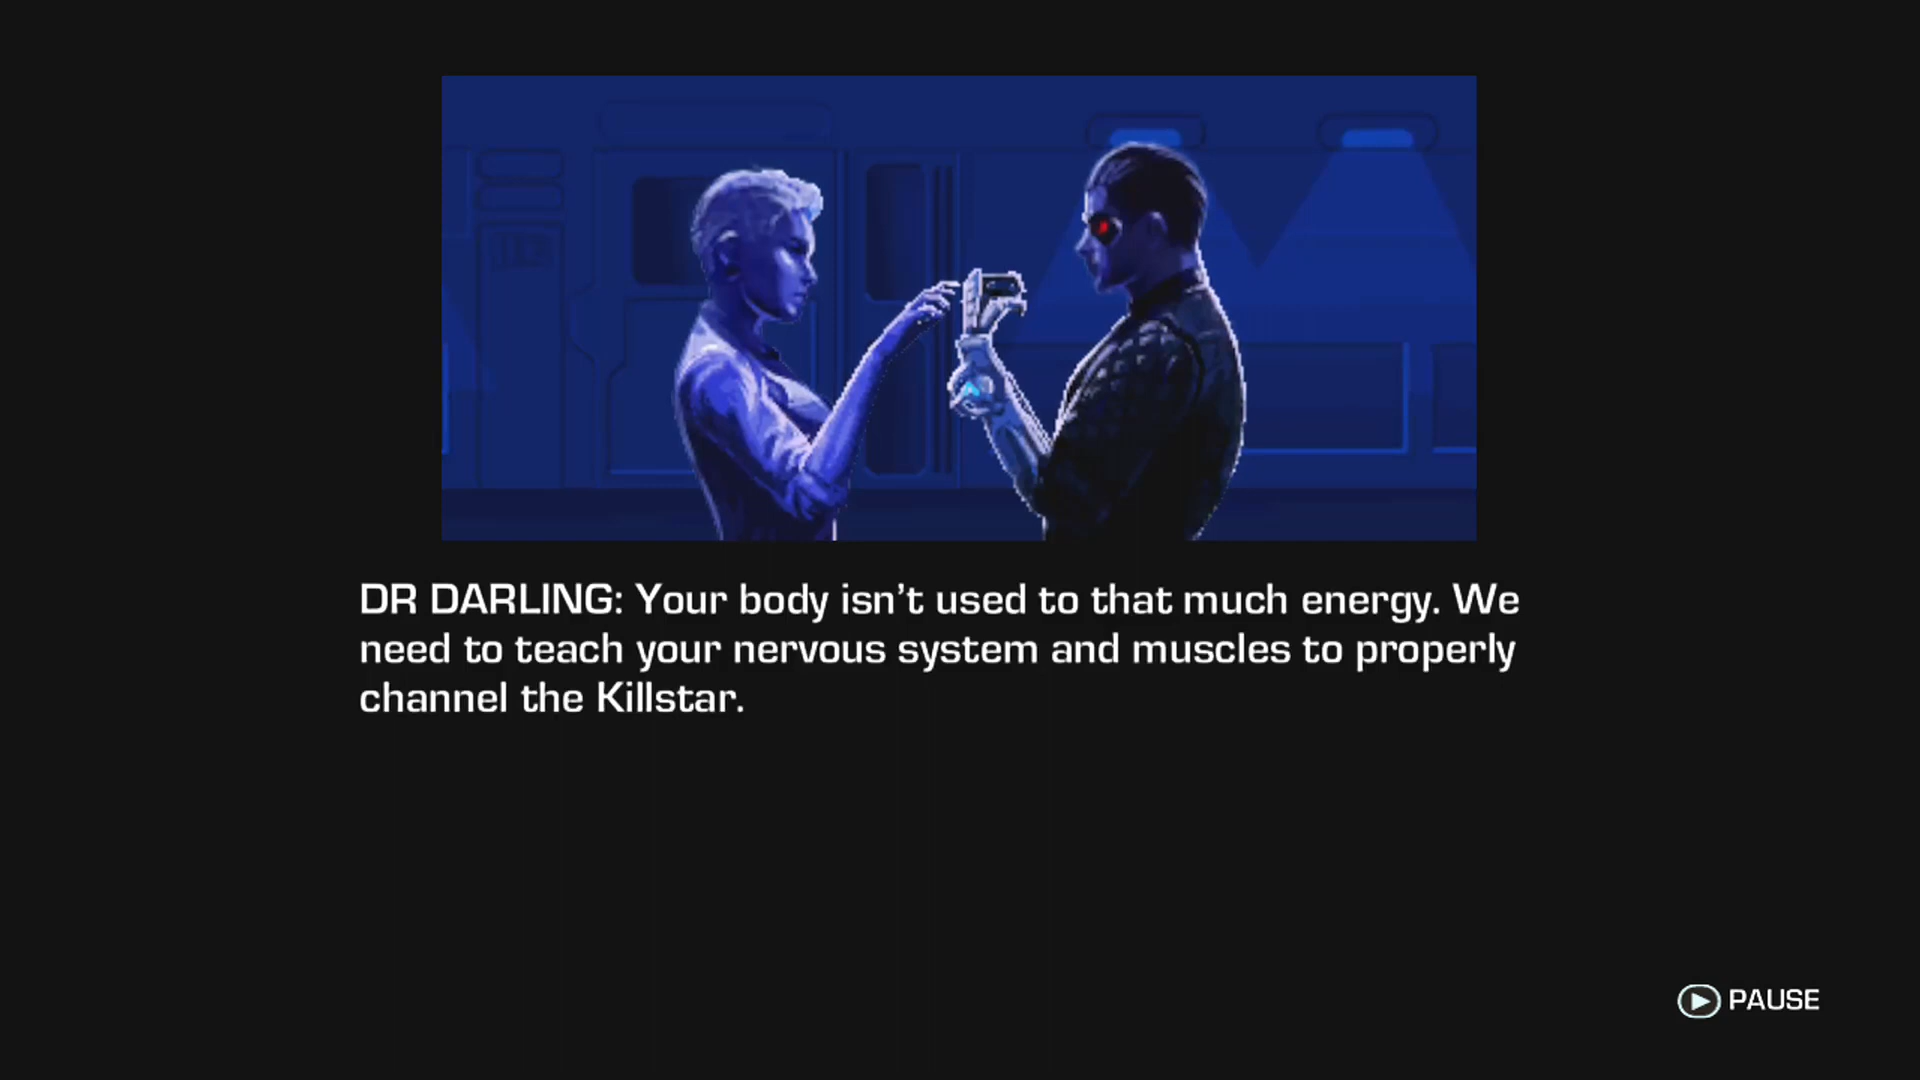 DR DARLING: Your body isn't used to that much energy. We
need to teach your nervous system and muscles to properly
channel the Killstar.
PAUSE